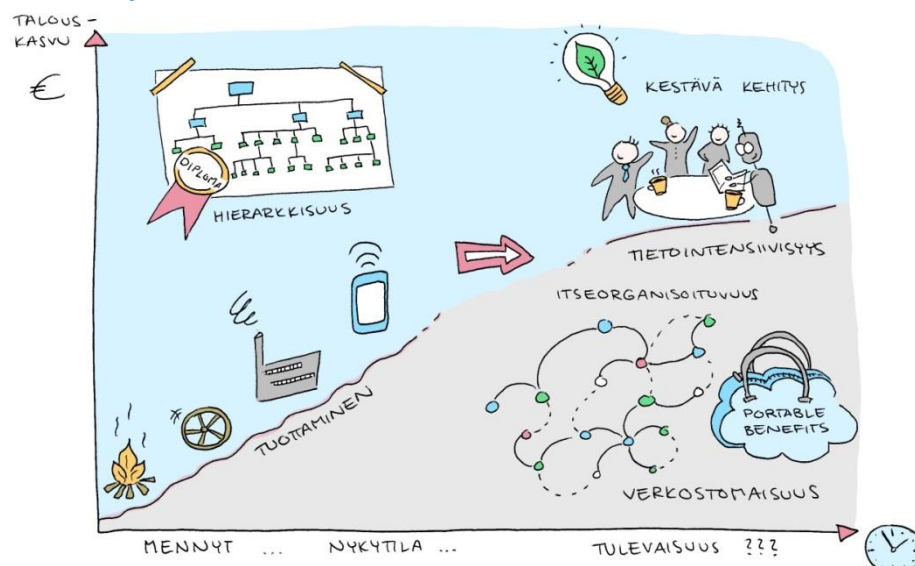 TALOUS-
KASVU
€
DIPLOMA
HIERARKKISUUS
KESTÄVÄ KEHITYS
TIETOINTENSIIVISYYS
ITSEORGANISOITUVUUS
TUOTTAMINEN
PORTABLE
BENEFITS
VERKOSTOMAISUUS
MENNYT ... NYKYTILA ... TULEVAISUUS ???